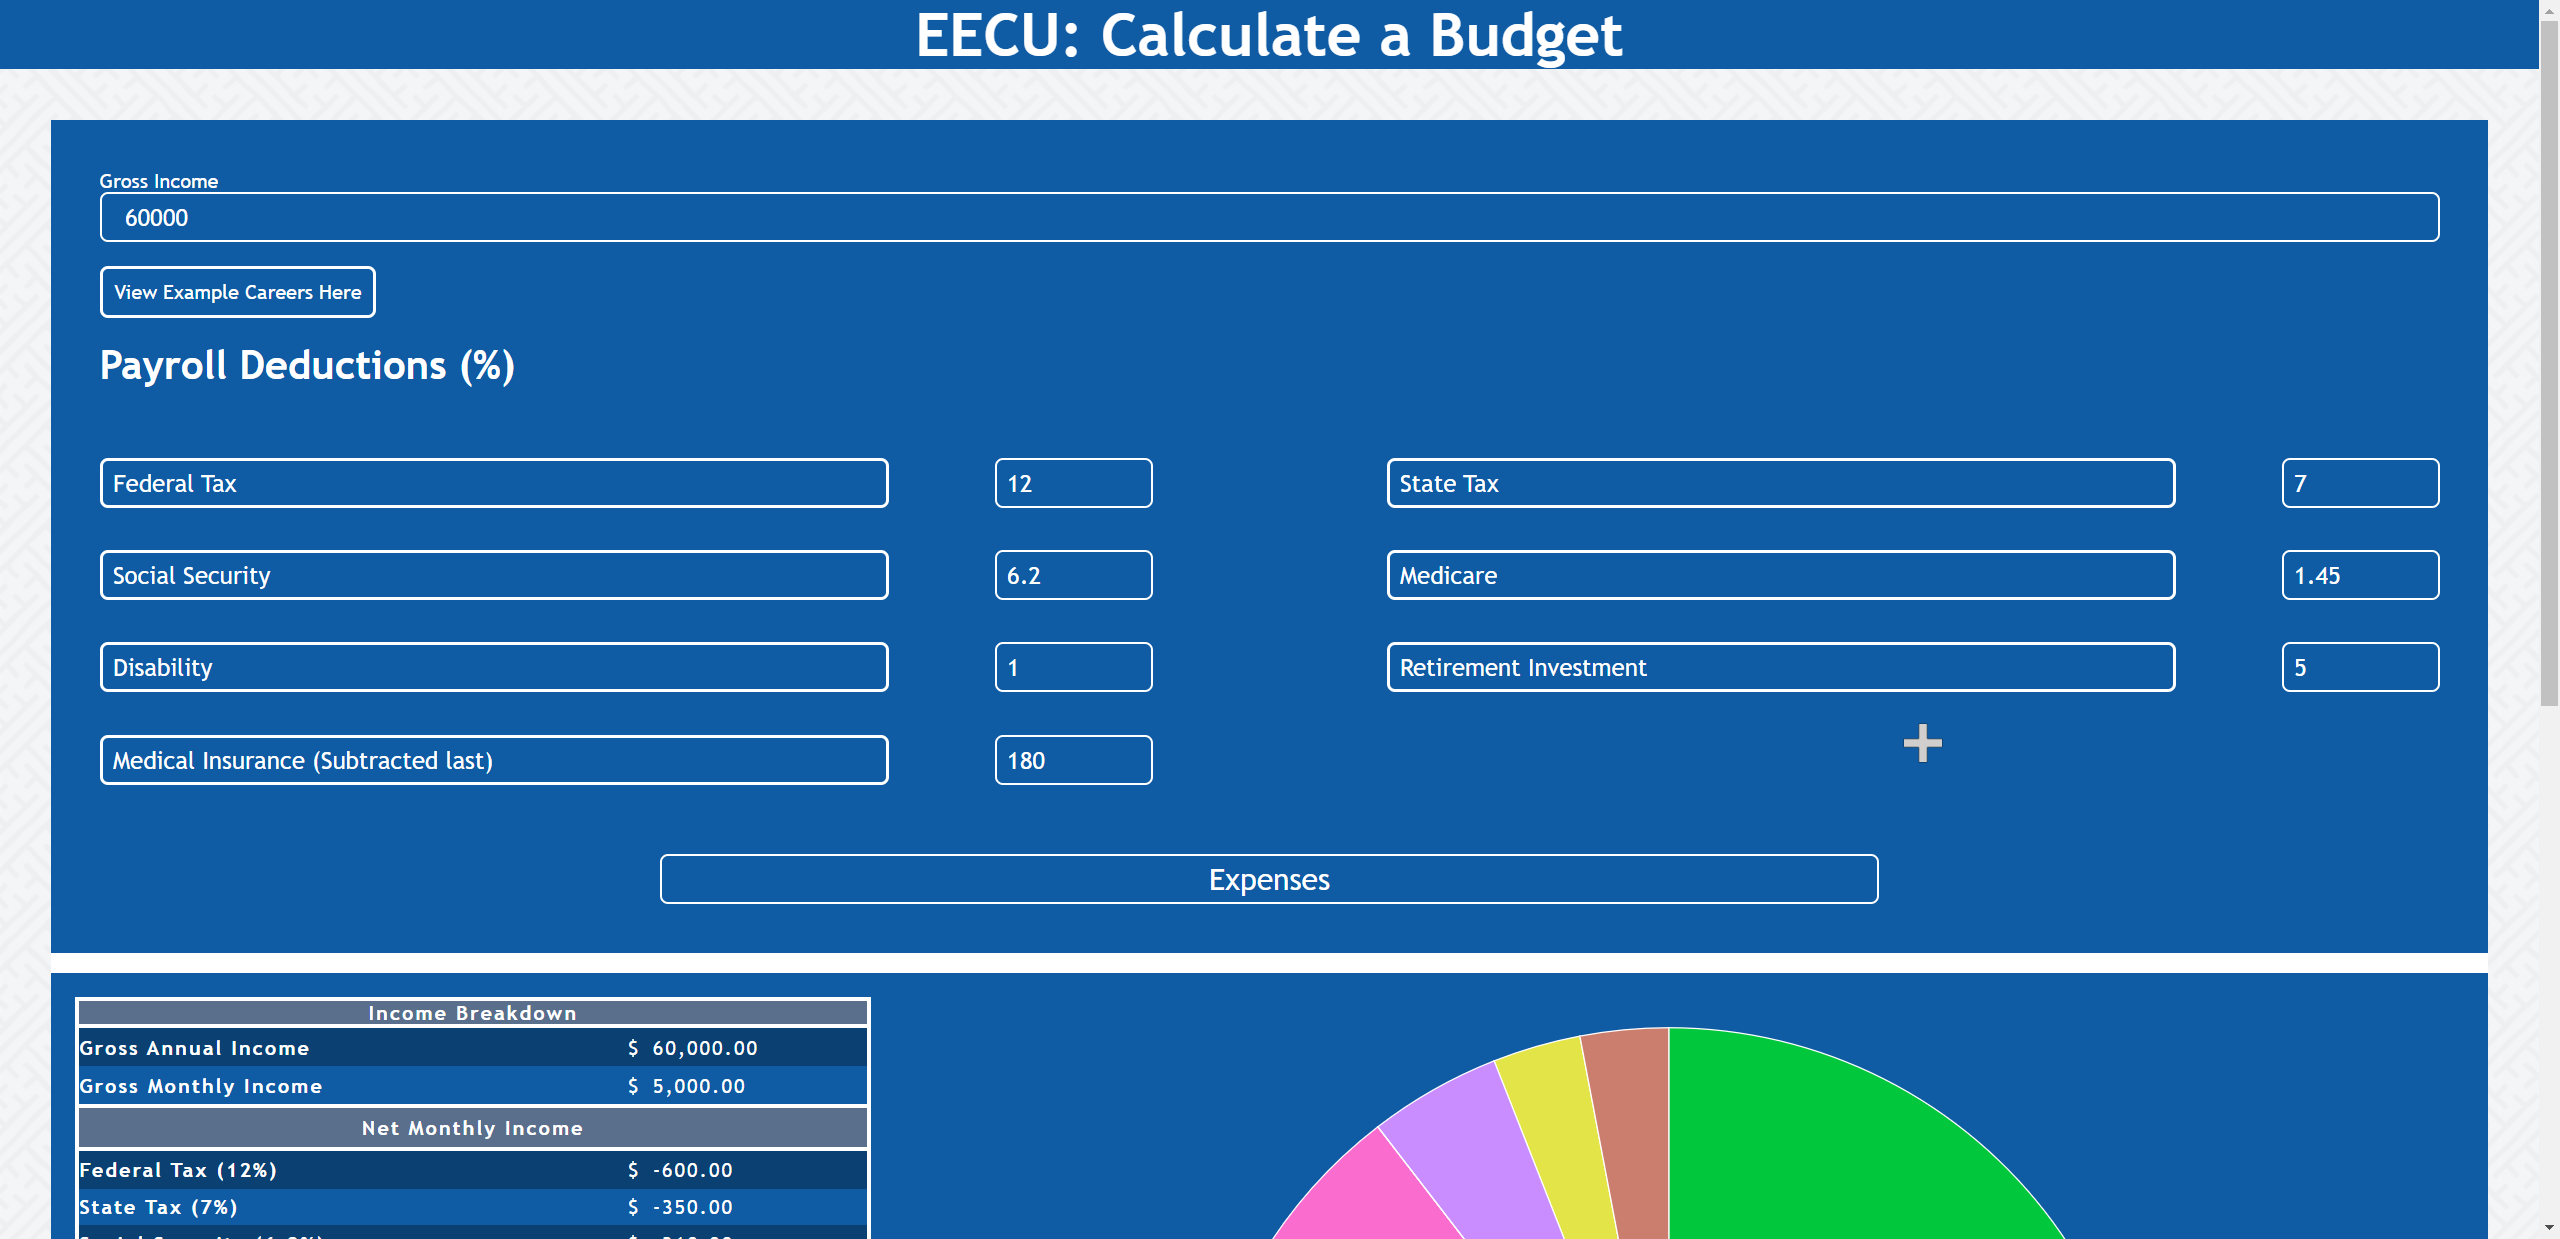 EECU: Calculate a Budget
Gross Income
60000
View Example Careers Here
Payroll Deductions (%)
Federal Tax 12 State Tax 7
Social Security 6.2 Medicare 1.45
Disability 1 Retirement Investment 5
Medical Insurance (Subtracted last) 180
Expenses
Income Breakdown
Gross Annual Income $ 60,000.00
Gross Monthly Income $ 5,000.00
Net Monthly Income
Federal Tax (12%) $ -600.00
State Tax (7%) $ -350.00